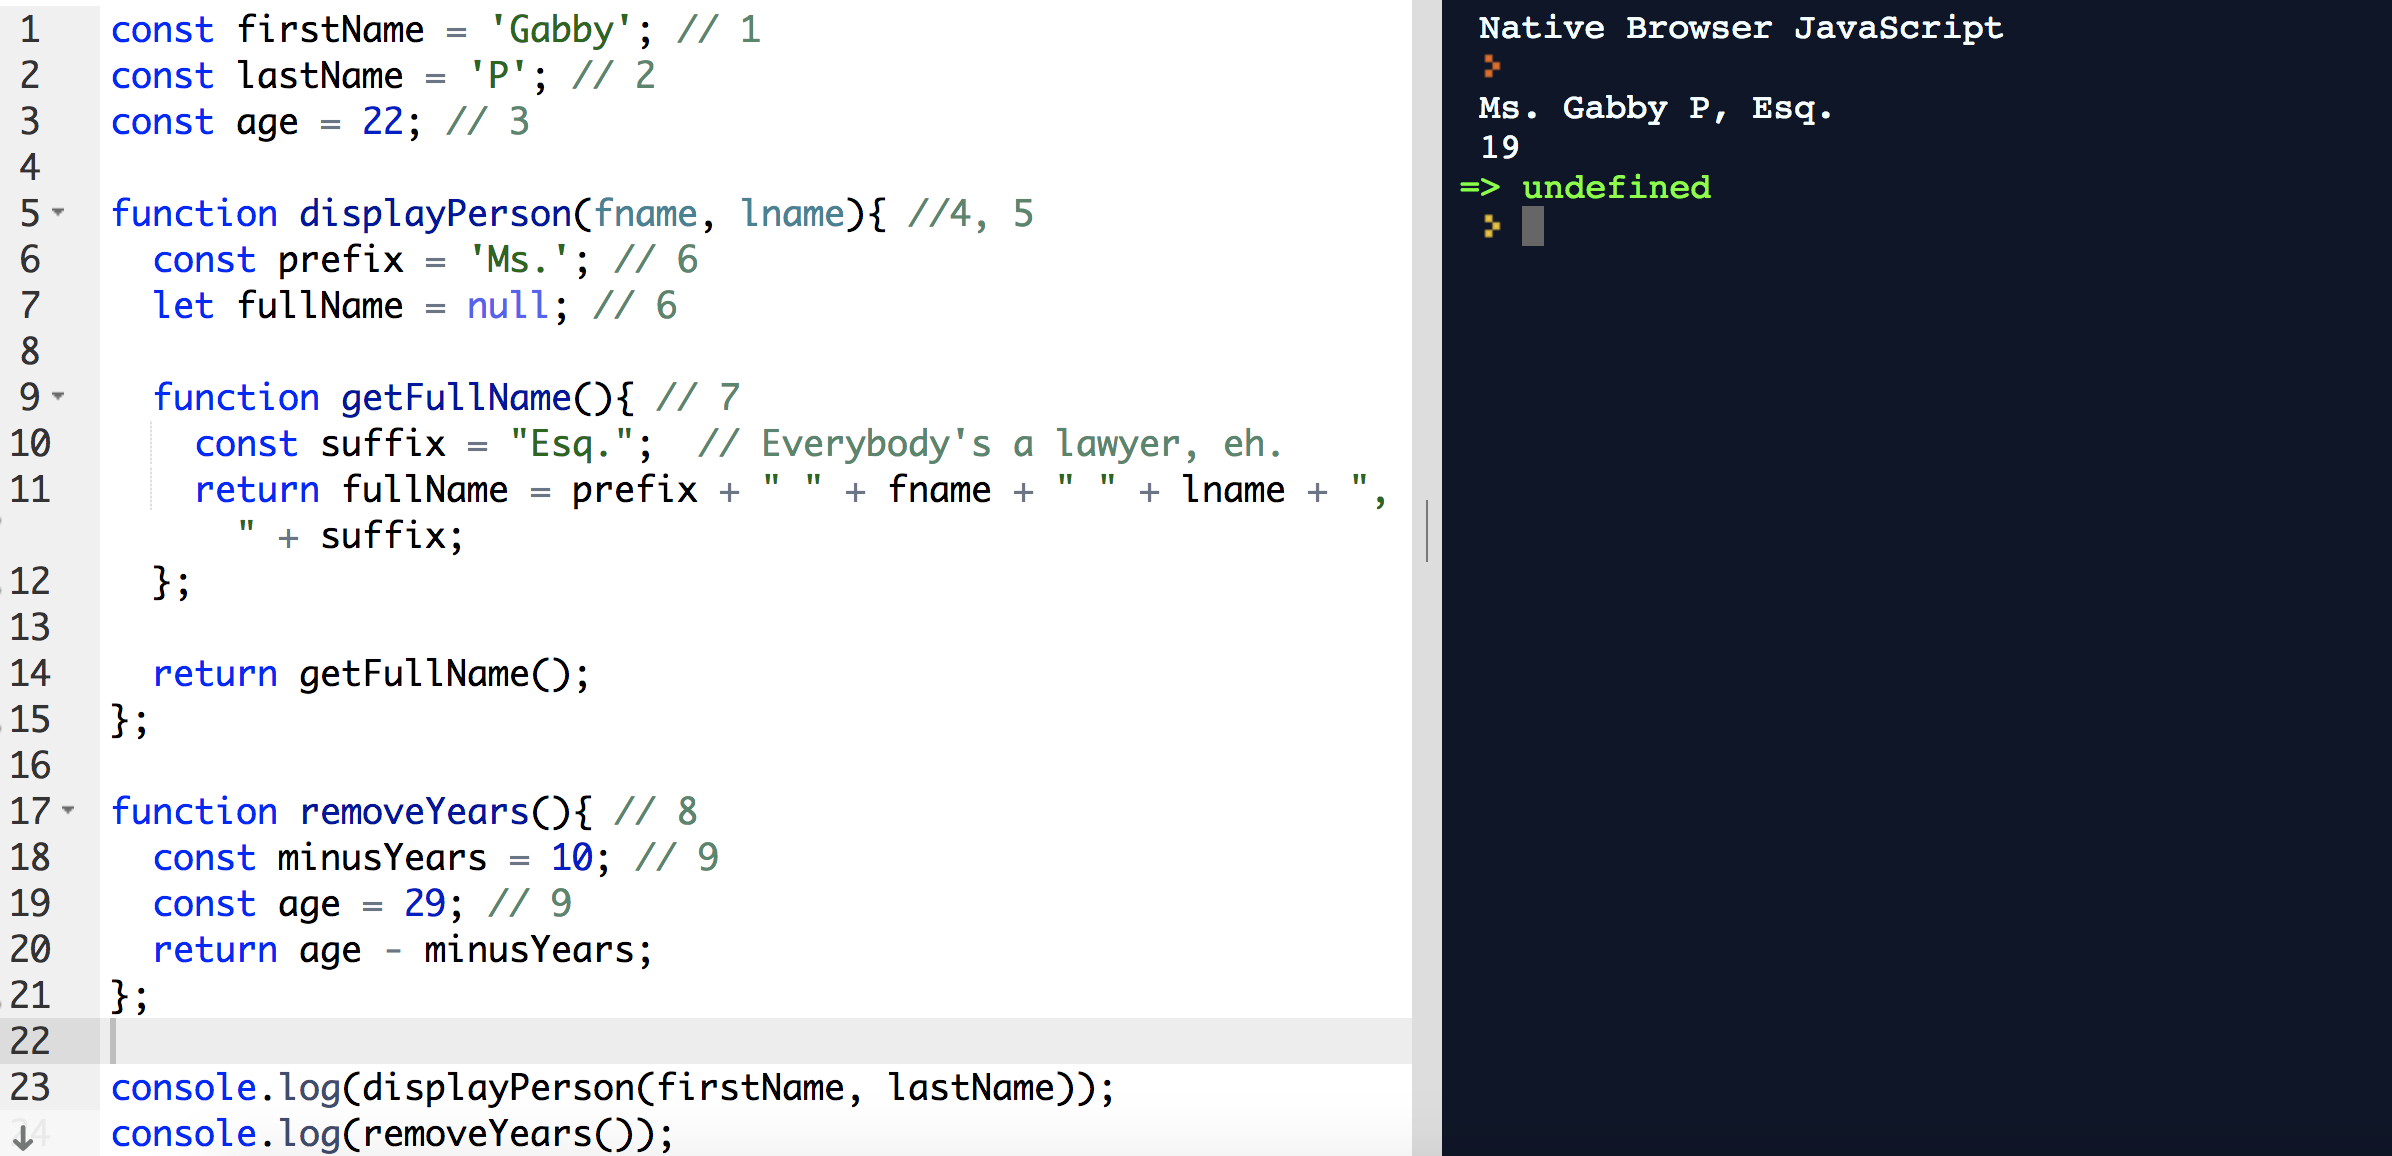 1 const firstName = 'Gabby'; // 1
2 const lastName = 'P'; // 2
3 const age = 22; // 3
4
5 function displayPerson(fname, lname){ //4, 5
6 const prefix = 'Ms.'; // 6
7 let fullName = null; // 6
8
9 function getFullName(){ // 7
10 const suffix = "Esq."; // Everybody's a lawyer, eh.
11 return fullName = prefix + " " + fname + " " + lname + ",
" + suffix;
12 };
13
14 return getFullName();
15 };
16
17 function removeYears(){ // 8
18 const minusYears = 10; // 9
19 const age = 29; // 9
20 return age - minusYears;
21 };
22
23 console.log(displayPerson(firstName, lastName));
24 console.log(removeYears());
Native Browser JavaScript
Ms. Gabby P, Esq.
19
=> undefined